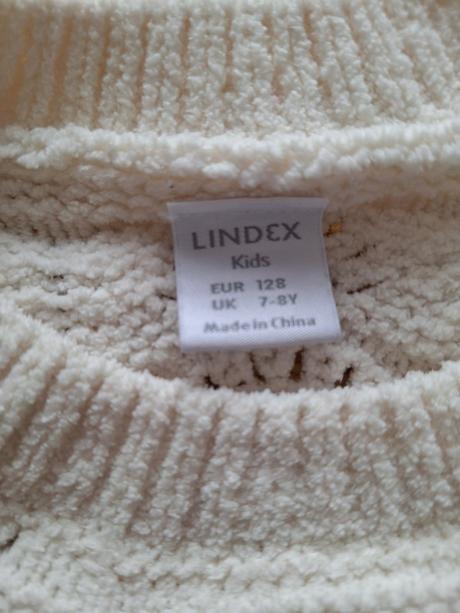 LINDEX
Kids
EUR 128
UK 7-8Y
Made in China